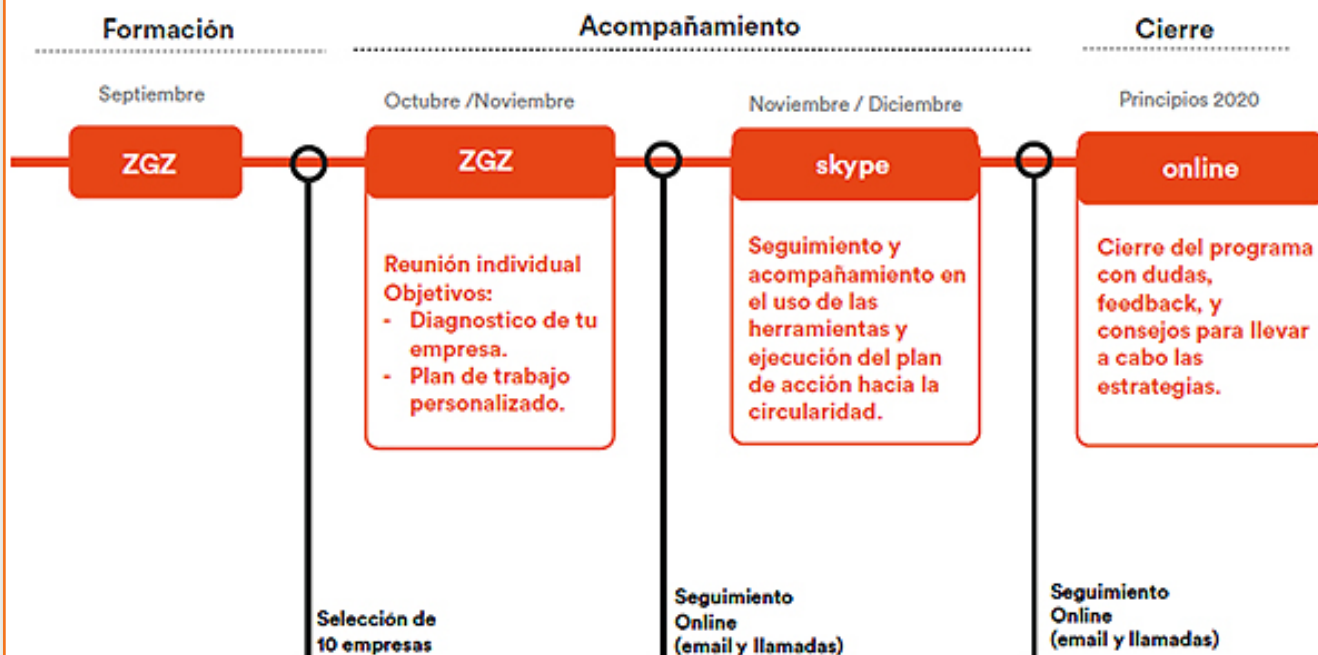 Formación
Acompañamiento
Cierre
Septiembre
Octubre /Noviembre
Noviembre / Diciembre
Principios 2020
ZGZ
ZGZ
skype
online
Reunión individual
Objetivos:
- Diagnostico de tu
empresa.
- Plan de trabajo
personalizado.
Seguimiento y
acompañamiento en
el uso de las
herramientas y
ejecución del plan
de acción hacia la
circularidad.
Cierre del programa
con dudas,
feedback, y
consejos para llevar
a cabo las
estrategias.
Selección de
10 empresas
Seguimiento
Online
(email y llamadas)
Seguimiento
Online
(email y llamadas)